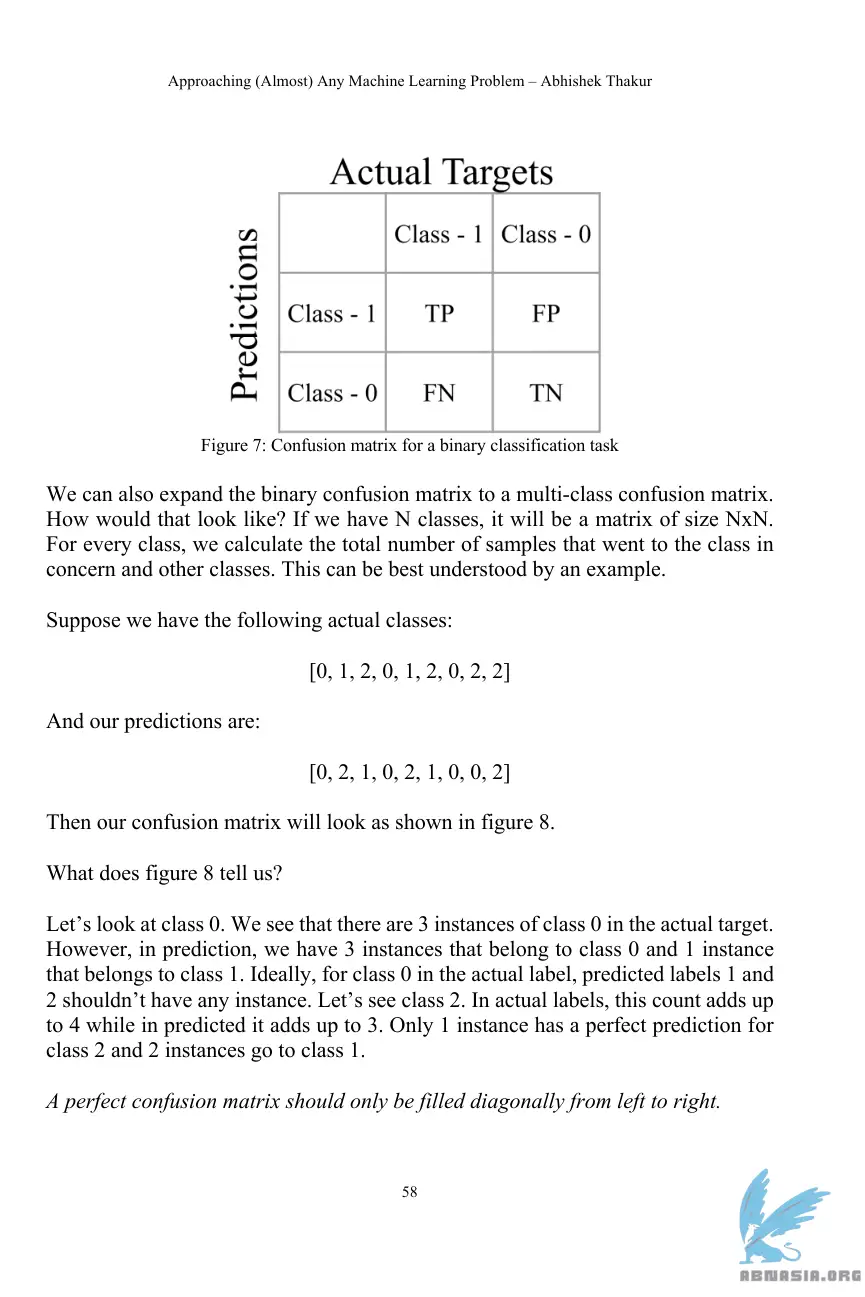 Approaching (Almost) Any Machine Learning Problem – Abhishek Thakur
Actual Targets
Predictions
Class - 1 Class - 0
Class - 1 TP FP
Class - 0 FN TN
Figure 7: Confusion matrix for a binary classification task
We can also expand the binary confusion matrix to a multi-class confusion matrix.
How would that look like? If we have N classes, it will be a matrix of size NxN.
For every class, we calculate the total number of samples that went to the class in
concern and other classes. This can be best understood by an example.
Suppose we have the following actual classes:
[0, 1, 2, 0, 1, 2, 0, 2, 2]
And our predictions are:
[0, 2, 1, 0, 2, 1, 0, 0, 2]
Then our confusion matrix will look as shown in figure 8.
What does figure 8 tell us?
Let’s look at class 0. We see that there are 3 instances of class 0 in the actual target.
However, in prediction, we have 3 instances that belong to class 0 and 1 instance
that belongs to class 1. Ideally, for class 0 in the actual label, predicted labels 1 and
2 shouldn’t have any instance. Let’s see class 2. In actual labels, this count adds up
to 4 while in predicted it adds up to 3. Only 1 instance has a perfect prediction for
class 2 and 2 instances go to class 1.
A perfect confusion matrix should only be filled diagonally from left to right.
58
ABNASIA.ORG